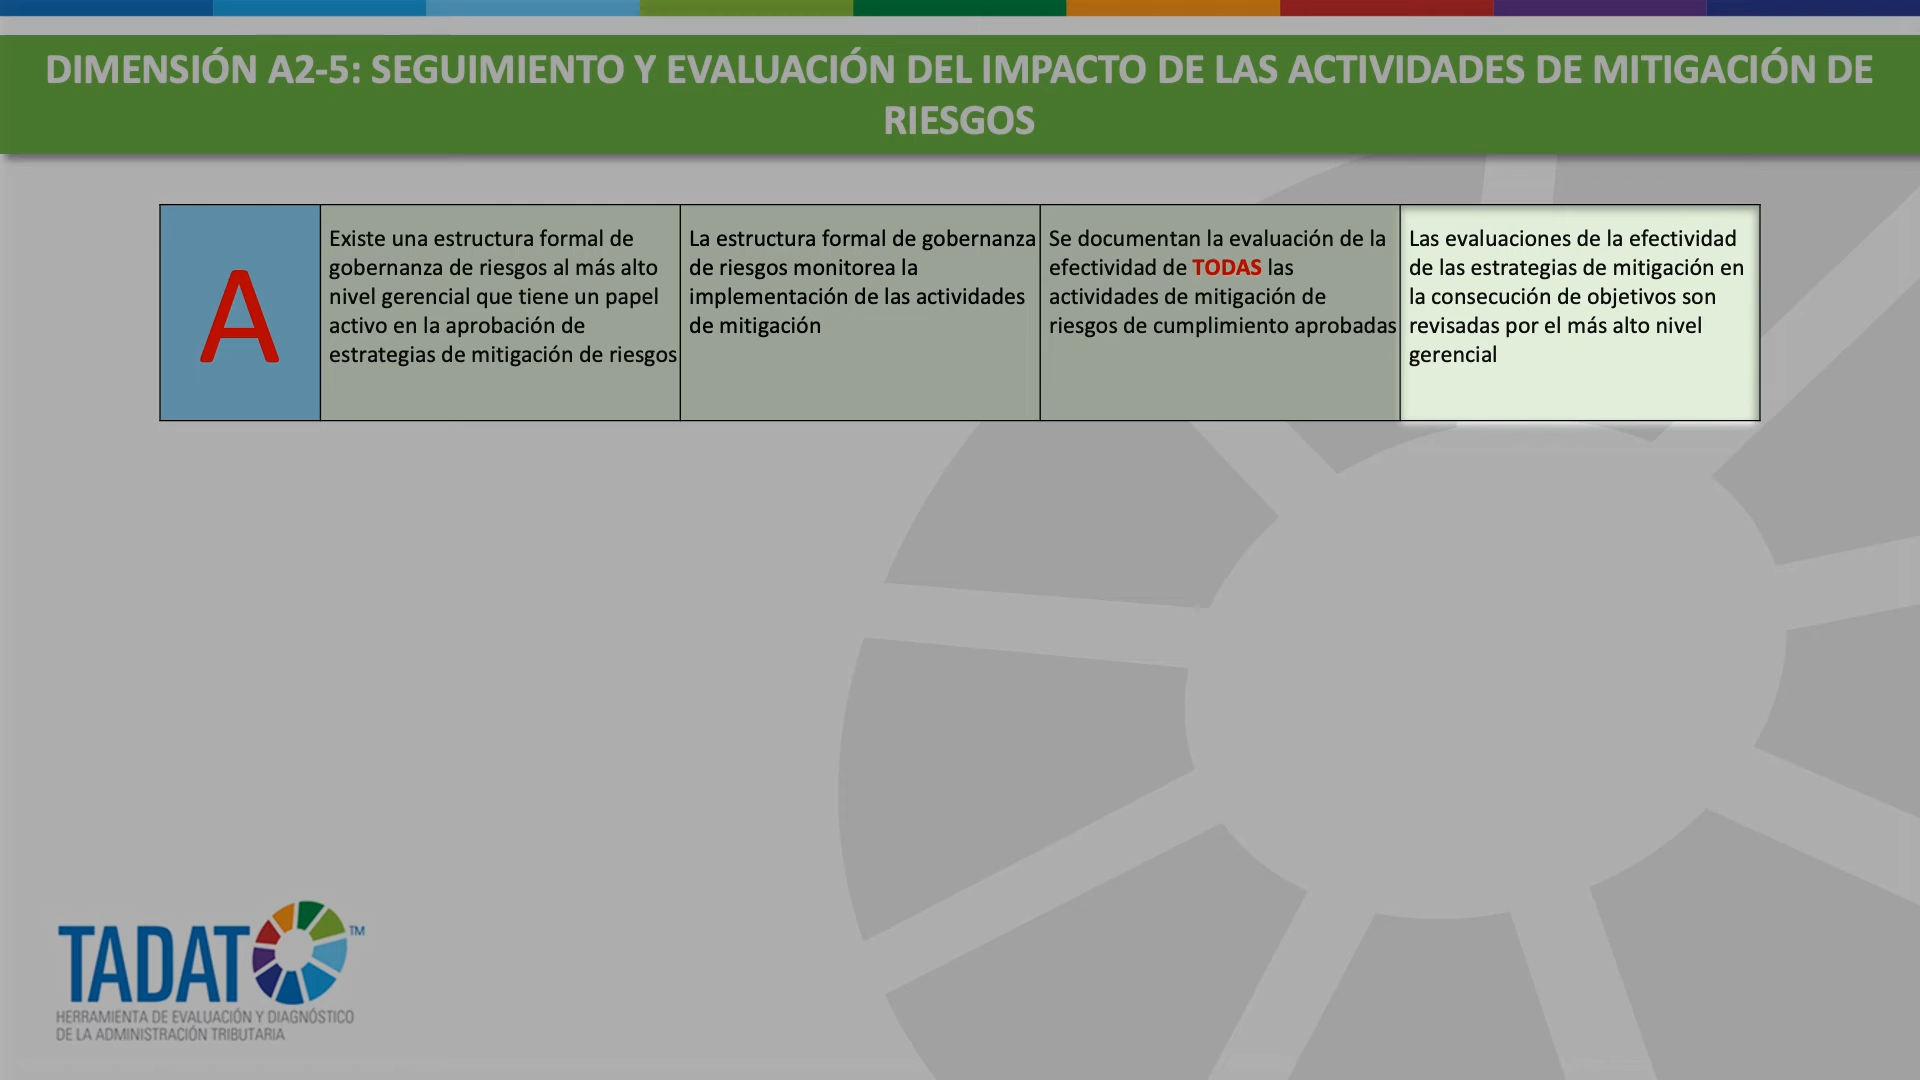 DIMENSIÓN A2-5: SEGUIMIENTO Y EVALUACIÓN DEL IMPACTO DE LAS ACTIVIDADES DE MITIGACIÓN DE
RIESGOS
A
Existe una estructura formal de
gobernanza de riesgos al más alto
nivel gerencial que tiene un papel
activo en la aprobación de
estrategias de mitigación de riesgos
La estructura formal de gobernanza
de riesgos monitorea la
implementación de las actividades
de mitigación
Se documentan la evaluación de la
efectividad de TODAS las
actividades de mitigación de
riesgos de cumplimiento aprobadas
Las evaluaciones de la efectividad
de las estrategias de mitigación en
la consecución de objetivos son
revisadas por el más alto nivel
gerencial
TADAT TM
HERRAMIENTA DE EVALUACIÓN Y DIAGNÓSTICO
DE LA ADMINISTRACIÓN TRIBUTARIA